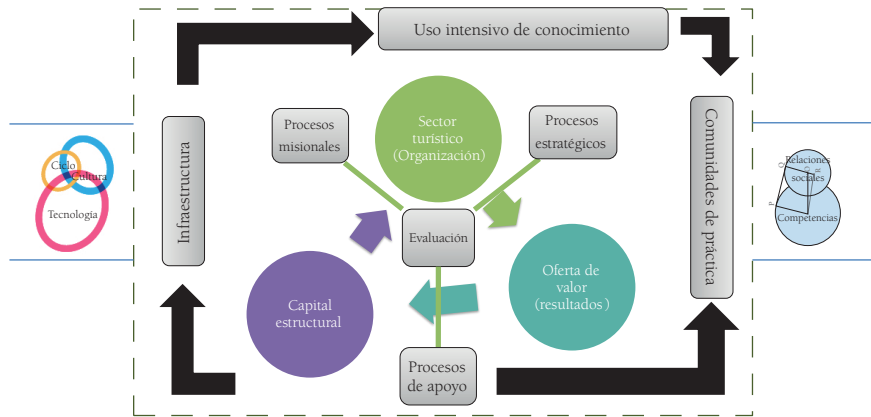 Uso intensivo de conocimiento
Infraestructura
Comunidades de práctica
Procesos
misionales
Sector
turístico
(Organización)
Procesos
estratégicos
Evaluación
Capital
estructural
Oferta de
valor
(resultados)
Procesos
de apoyo
Ciclo
Cultura
Tecnología
Relaciones
sociales
Competencias
Q
P
R